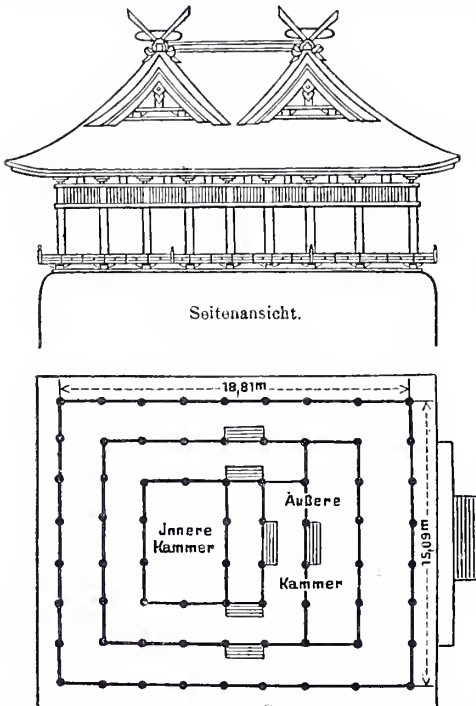 Seitenansicht.
18,81m
Äußere
Jnnere
Kammer
Kammer
15,09m